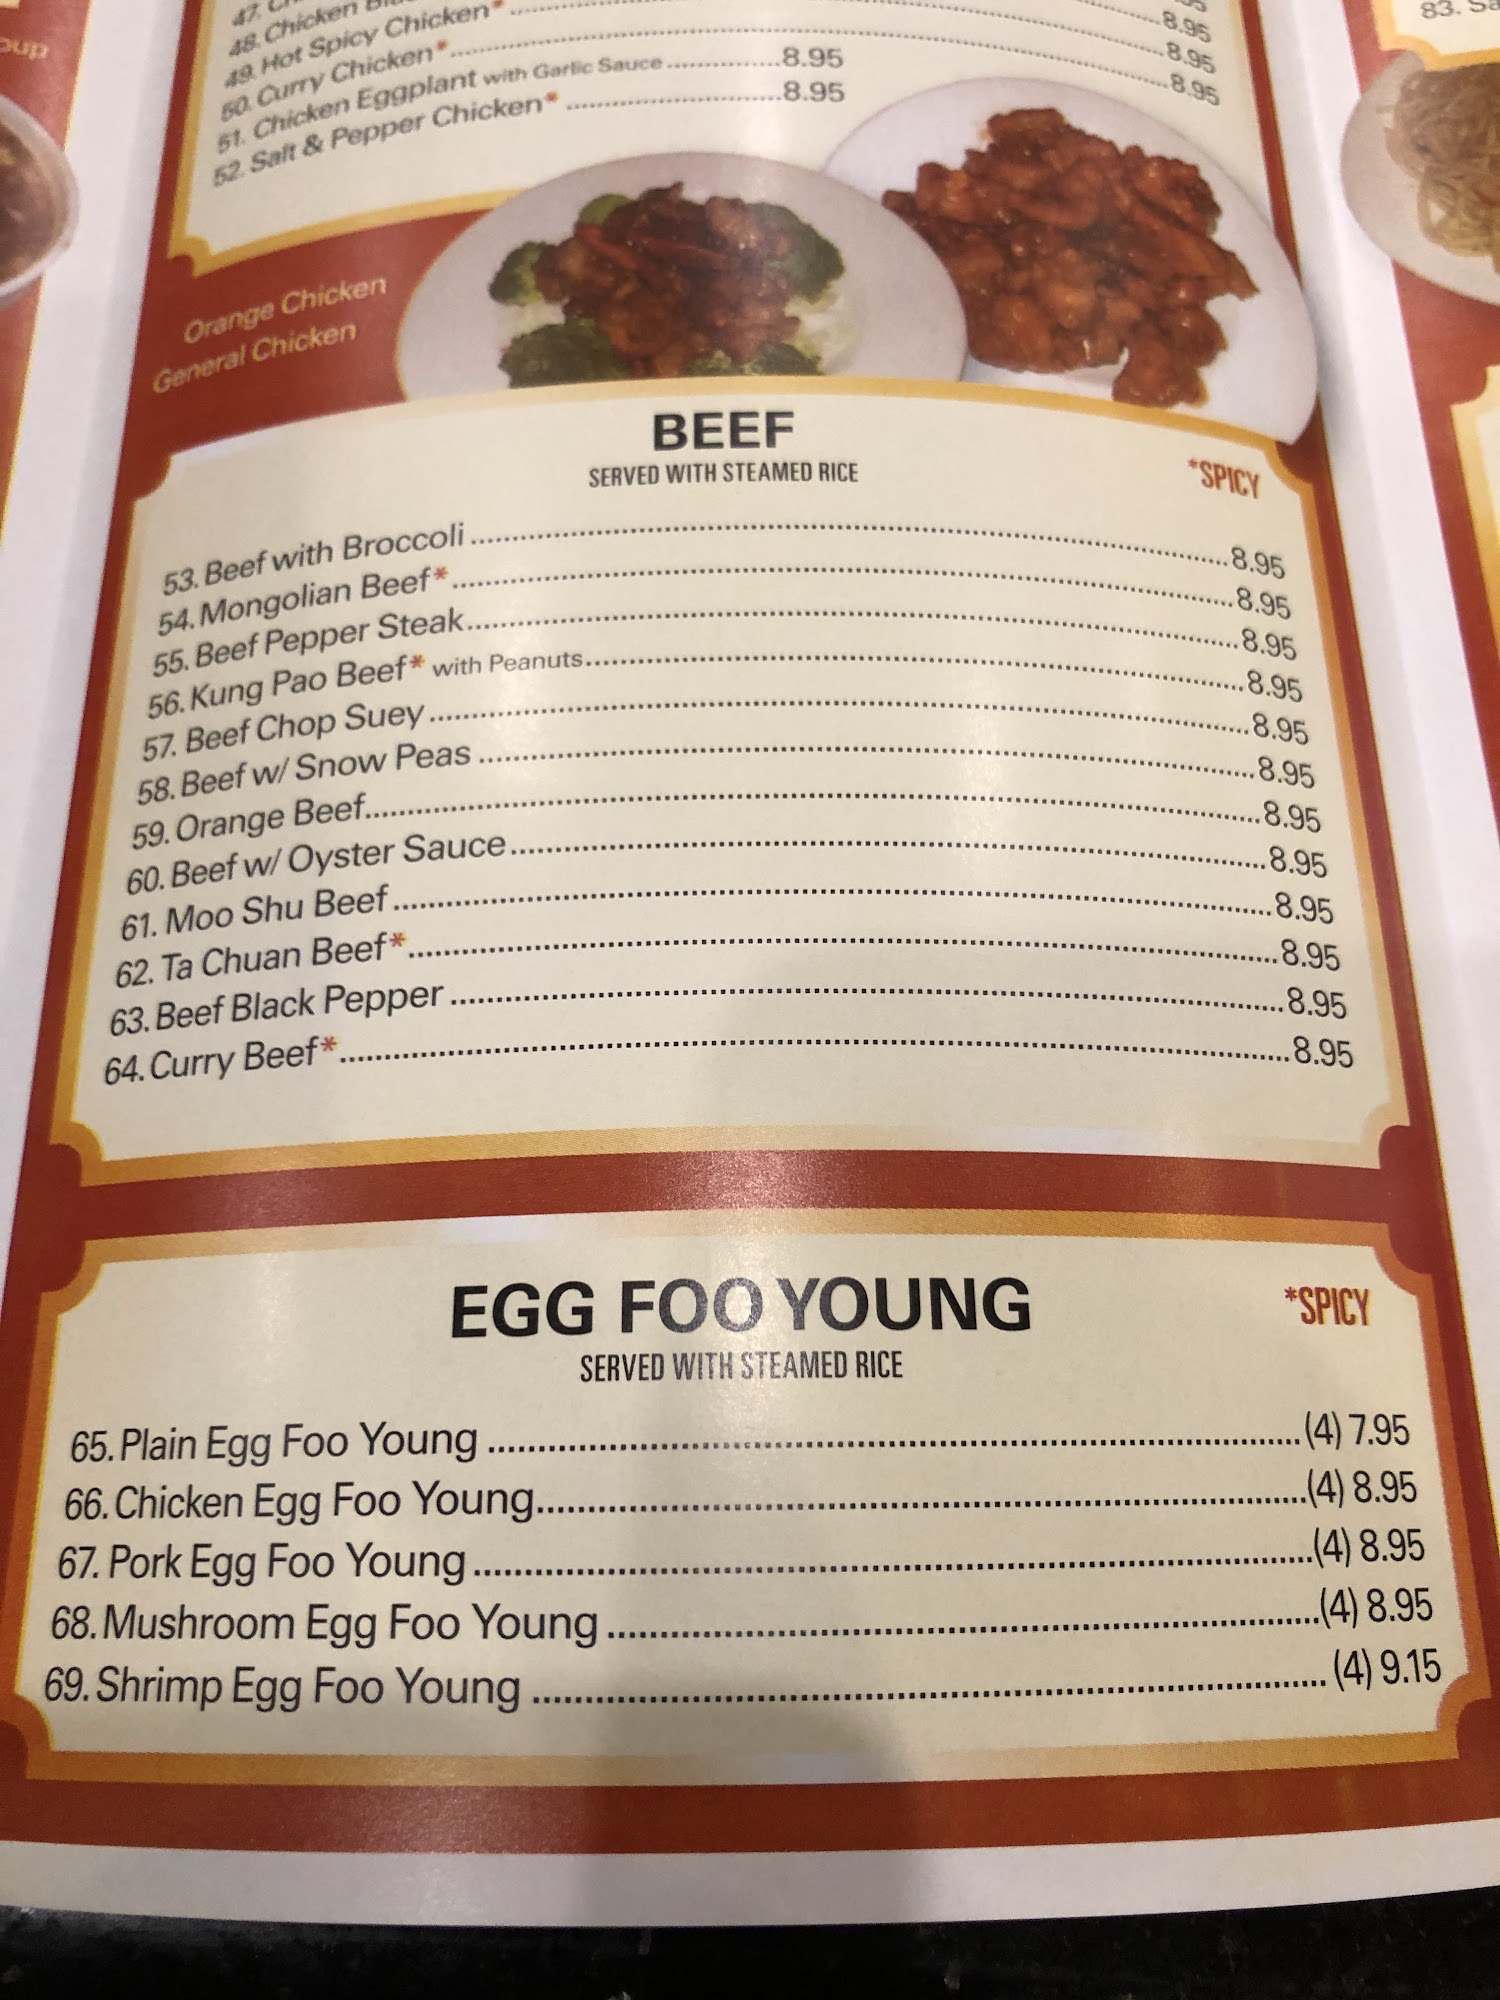 47.
48. Chicken
49. Hot Spicy Chicken*
50. Curry Chicken* ........ 8.95
51. Chicken Eggplant with Garlic Sauce ........ 8.95
52. Salt & Pepper Chicken* ........ 8.95
8.95
8.95
8.95
83.
Orange Chicken
General Chicken
BEEF
SERVED WITH STEAMED RICE
*SPICY
53. Beef with Broccoli ........ 8.95
54. Mongolian Beef* ........ 8.95
55. Beef Pepper Steak ........ 8.95
56. Kung Pao Beef* with Peanuts ........ 8.95
57. Beef Chop Suey ........ 8.95
58. Beef w/ Snow Peas ........ 8.95
59. Orange Beef ........ 8.95
60. Beef w/ Oyster Sauce ........ 8.95
61. Moo Shu Beef ........ 8.95
62. Ta Chuan Beef* ........ 8.95
63. Beef Black Pepper ........ 8.95
64. Curry Beef* ........ 8.95
EGG FOO YOUNG
SERVED WITH STEAMED RICE
*SPICY
65. Plain Egg Foo Young ........ (4) 7.95
66. Chicken Egg Foo Young ........ (4) 8.95
67. Pork Egg Foo Young ........ (4) 8.95
68. Mushroom Egg Foo Young ........ (4) 8.95
69. Shrimp Egg Foo Young ........ (4) 9.15